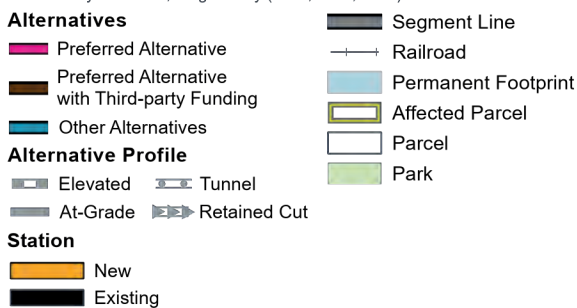 Alternatives
Preferred Alternative
Preferred Alternative
with Third-party Funding
Other Alternatives
Alternative Profile
Elevated
Tunnel
At-Grade
Retained Cut
Station
New
Existing
Segment Line
Railroad
Permanent Footprint
Affected Parcel
Parcel
Park